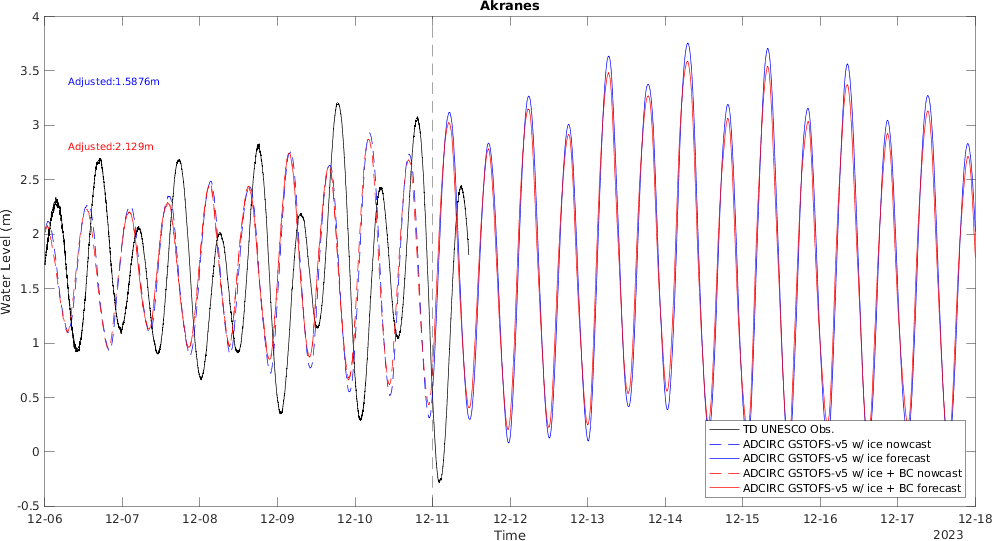 Akranes
4
3.5
3
2.5
2
1.5
1
0.5
0
-0.5
Water Level (m)
Adjusted:1.5876m
Adjusted:2.129m
TD UNESCO Obs.
ADCIRC GSTOFS-v5 w/ ice nowcast
ADCIRC GSTOFS-v5 w/ ice forecast
ADCIRC GSTOFS-v5 w/ ice + BC nowcast
ADCIRC GSTOFS-v5 w/ ice + BC forecast
12-06 12-07 12-08 12-09 12-10 12-11 12-12 12-13 12-14 12-15 12-16 12-17 12-18
Time
2023